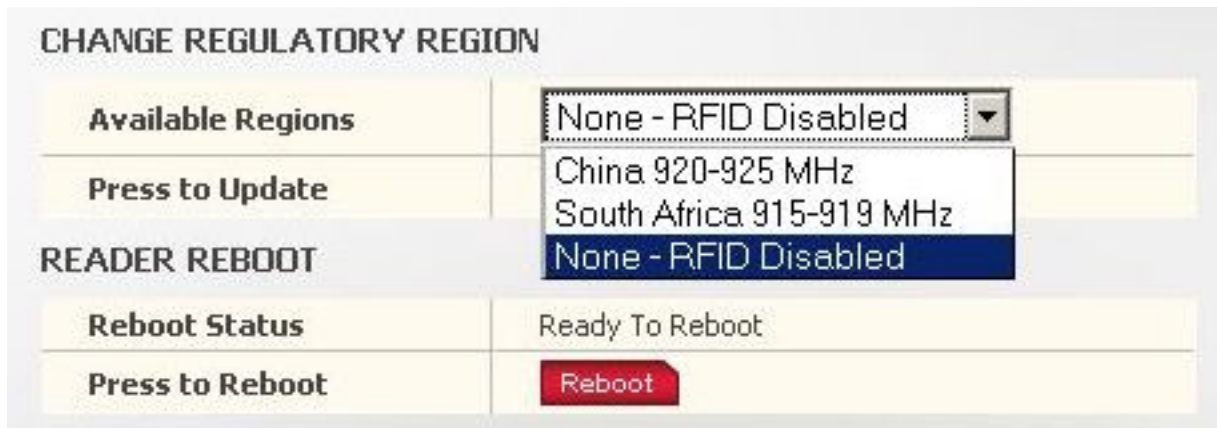 CHANGE REGULATORY REGION
Available Regions
None - RFID Disabled
China 920-925 MHz
South Africa 915-919 MHz
None - RFID Disabled
Press to Update
READER REBOOT
Reboot Status
Ready To Reboot
Press to Reboot
Reboot